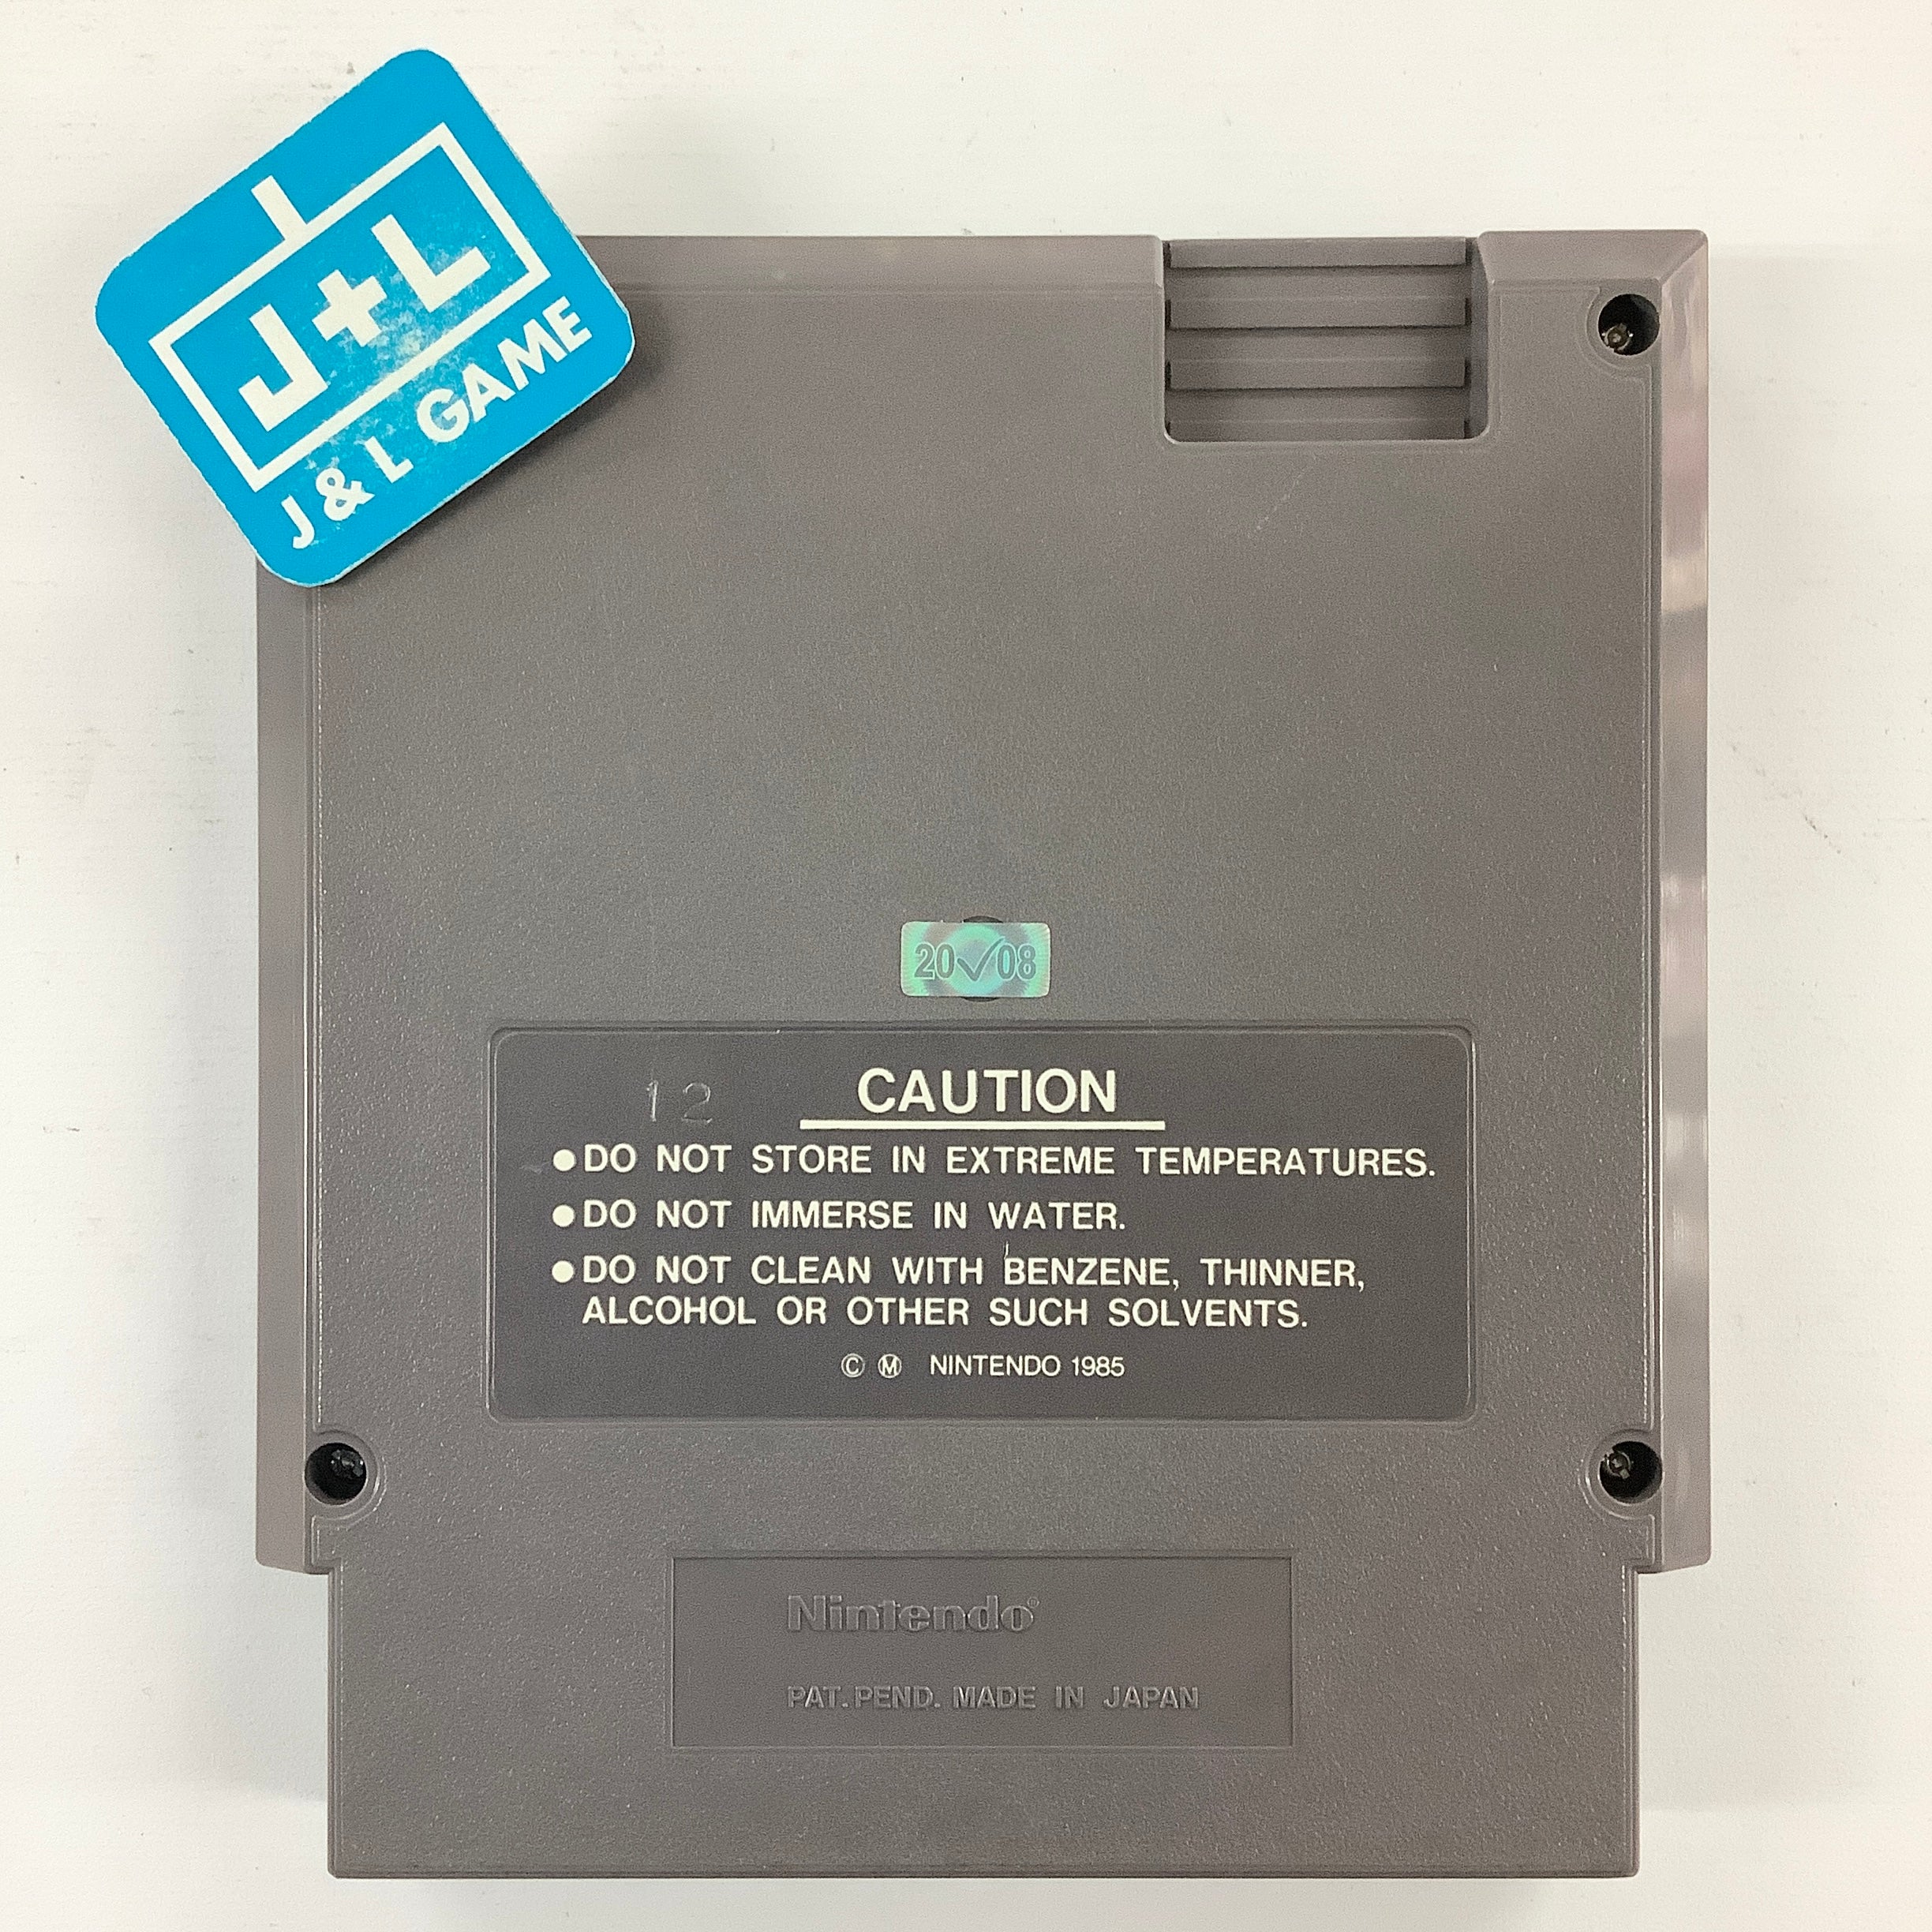 J+L
J & L GAME
20✓08
12
CAUTION
●DO NOT STORE IN EXTREME TEMPERATURES.
●DO NOT IMMERSE IN WATER.
●DO NOT CLEAN WITH BENZENE, THINNER,
ALCOHOL OR OTHER SUCH SOLVENTS.
© Ⓜ NINTENDO 1985
Nintendo®
PAT. PEND. MADE IN JAPAN